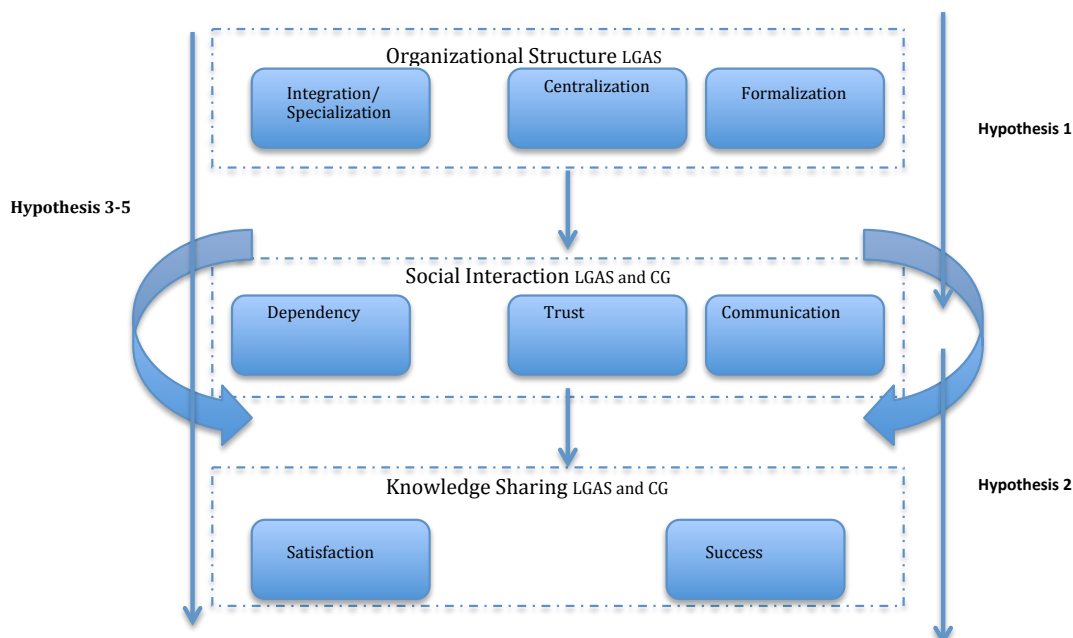 Organizational Structure LGAS
Integration/
Specialization
Centralization
Formalization
Hypothesis 1
Hypothesis 3-5
Social Interaction LGAS and CG
Dependency
Trust
Communication
Knowledge Sharing LGAS and CG
Hypothesis 2
Satisfaction
Success